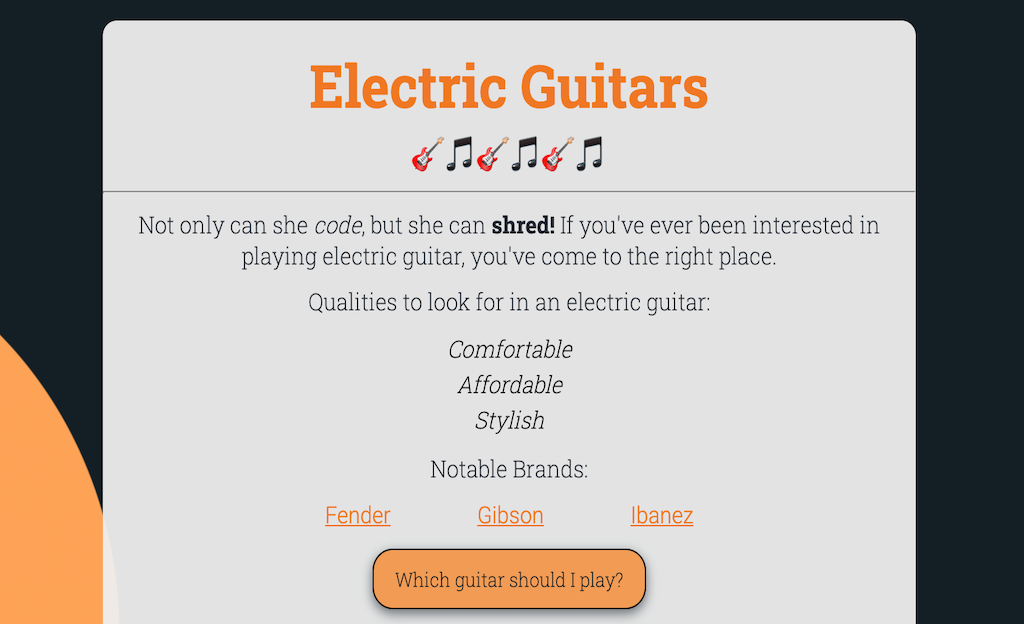 Electric Guitars
🎸🎵🎸🎵🎸🎵
Not only can she code, but she can shred! If you've ever been interested in
playing electric guitar, you've come to the right place.
Qualities to look for in an electric guitar:
Comfortable
Affordable
Stylish
Notable Brands:
Fender Gibson Ibanez
Which guitar should I play?